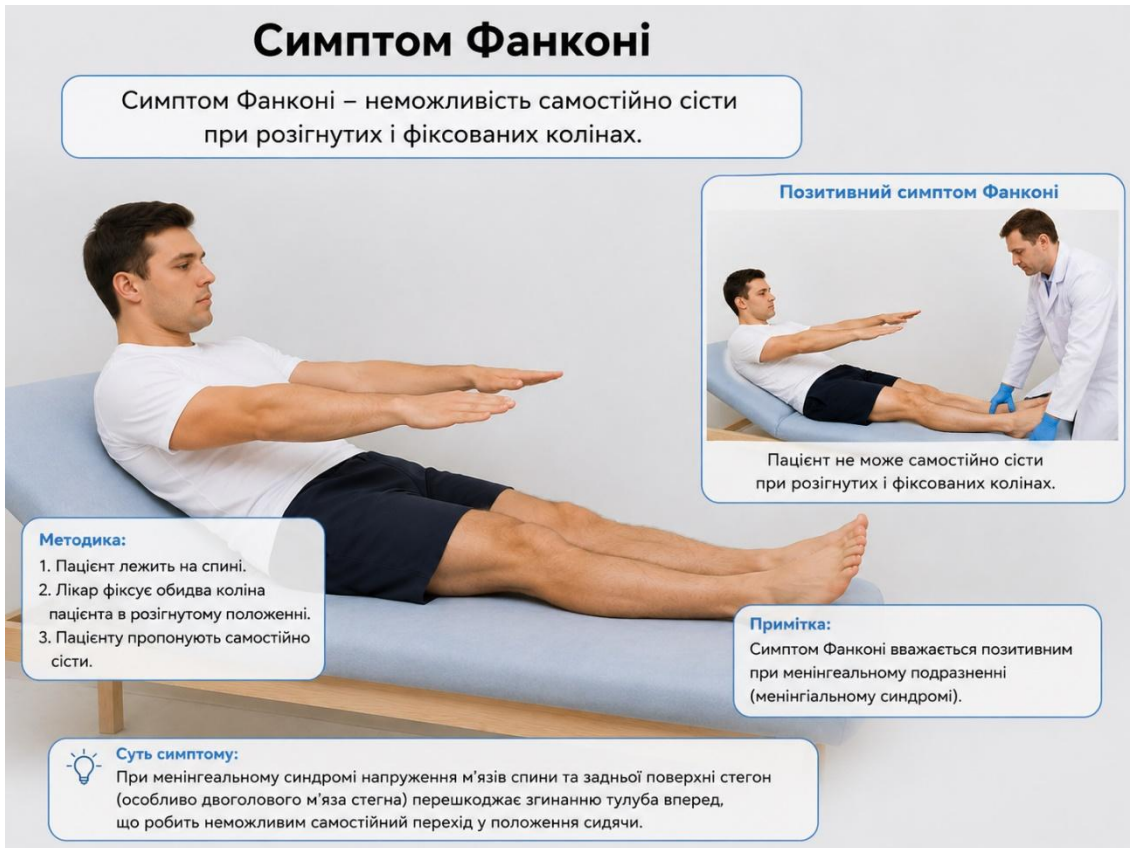 Симптом Фанконі
Симптом Фанконі – неможливість самостійно сісти
при розігнутих і фіксованих колінах.
Позитивний симптом Фанконі
Пацієнт не може самостійно сісти
при розігнутих і фіксованих колінах.
Методика:
1. Пацієнт лежить на спині.
2. Лікар фіксує обидва коліна
пацієнта в розігнутому положенні.
3. Пацієнту пропонують самостійно
сісти.
Примітка:
Симптом Фанконі вважається позитивним
при менінгеальному подразненні
(менінгіальному синдромі).
Суть симптому:
При менінгеальному синдромі напруження м’язів спини та задньої поверхні стегон
(особливо двоголового м’яза стегна) перешкоджає згинанню тулуба вперед,
що робить неможливим самостійний перехід у положення сидячи.